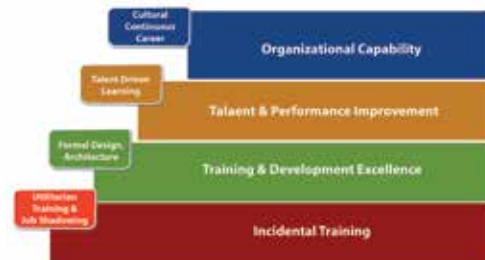 Cultural
Continuous
Career
Organizational Capability
Talent Driven
Learning
Talaent & Performance Improvement
Formal Design,
Architecture
Training & Development Excellence
Utilitarian
Training &
Job Shadowing
Incidental Training